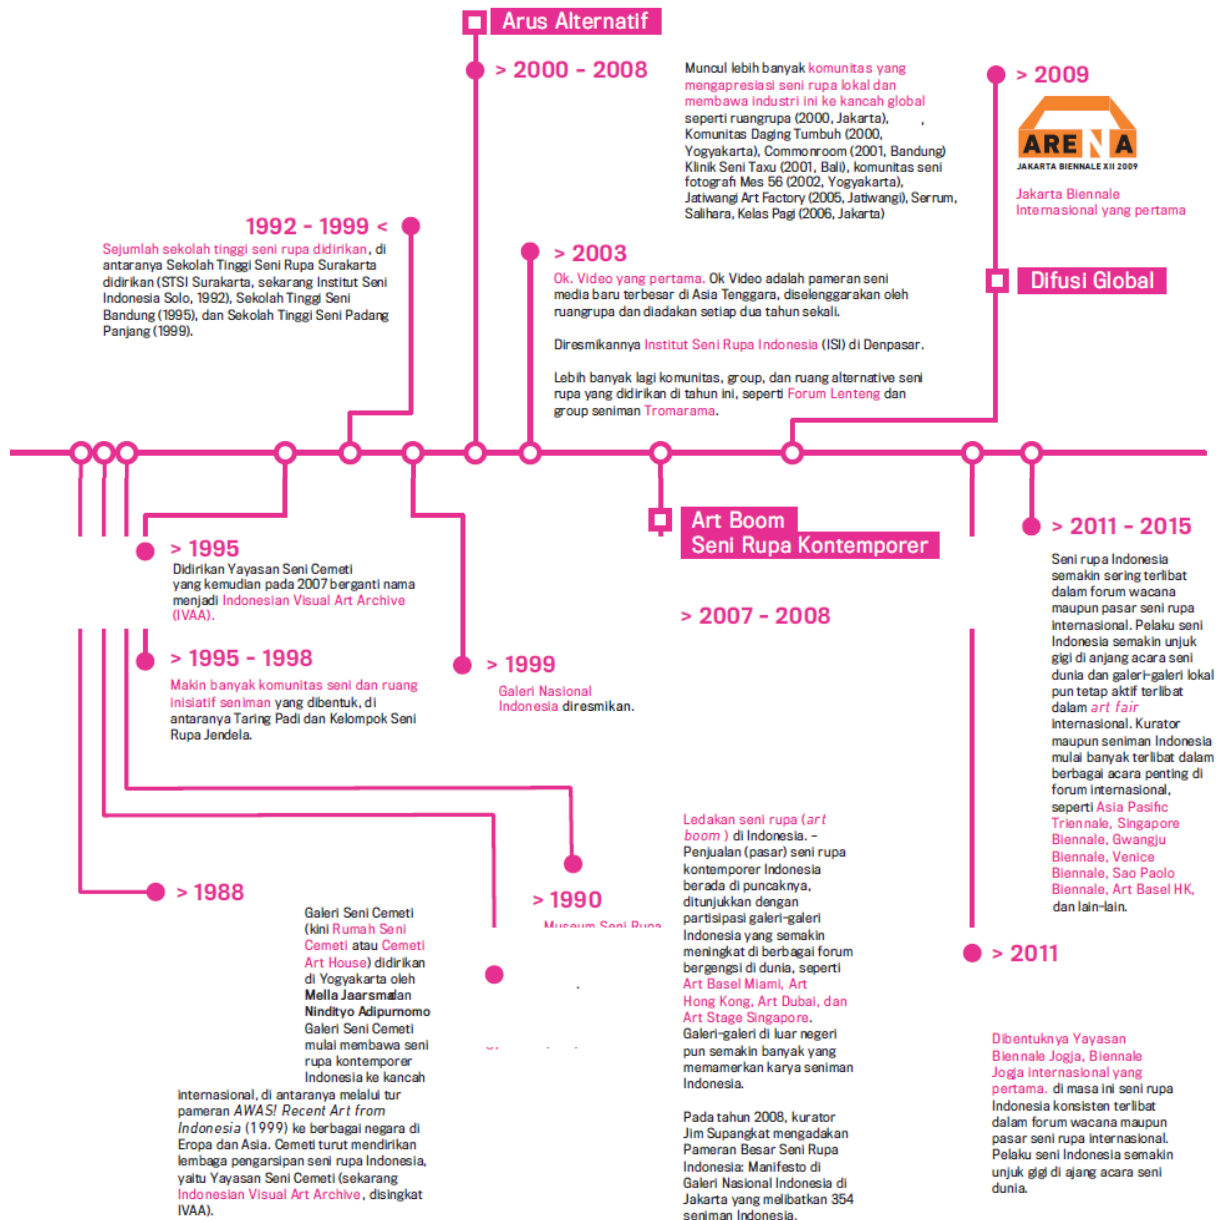 Arus Alternatif
> 2000 - 2008
Muncul lebih banyak komunitas yang
mengapresiasi seni rupa lokal dan
membawa industri ini ke kancah global
seperti ruangrupa (2000, Jakarta), ,
Komunitas Daging Tumbuh (2000,
Yogyakarta), Commonroom (2001, Bandung)
Klinik Seni Taxu (2001, Bali), komunitas seni
fotografi Mes 56 (2002, Yogyakarta),
Jatiwangi Art Factory (2005, Jatiwangi), Serrum,
Salihara, Kelas Pagi (2006, Jakarta)
> 2009
ARENA
JAKARTA BIENNALE XII 2009
Jakarta Biennale
Internasional yang pertama
Difusi Global
1992 - 1999 <
Sejumlah sekolah tinggi seni rupa didirikan, di
antaranya Sekolah Tinggi Seni Rupa Surakarta
didirikan (STSI Surakarta, sekarang Institut Seni
Indonesia Solo, 1992), Sekolah Tinggi Seni
Bandung (1995), dan Sekolah Tinggi Seni Padang
Panjang (1999).
> 2003
Ok. Video yang pertama. Ok Video adalah pameran seni
media baru terbesar di Asia Tenggara, diselenggarakan oleh
ruangrupa dan diadakan setiap dua tahun sekali.
Diresmikannya Institut Seni Rupa Indonesia (ISI) di Denpasar.
Lebih banyak lagi komunitas, group, dan ruang alternative seni
rupa yang didirikan di tahun ini, seperti Forum Lenteng dan
group seniman Tromarama.
> 1995
Didirikan Yayasan Seni Cemeti
yang kemudian pada 2007 berganti nama
menjadi Indonesian Visual Art Archive
(IVAA).
> 1995 - 1998
Makin banyak komunitas seni dan ruang
inisiatif seniman yang dibentuk, di
antaranya Taring Padi dan Kelompok Seni
Rupa Jendela.
> 1999
Galeri Nasional
Indonesia diresmikan.
Art Boom
Seni Rupa Kontemporer
> 2007 - 2008
Ledakan seni rupa (art
boom ) di Indonesia. -
Penjualan (pasar) seni rupa
kontemporer Indonesia
berada di puncaknya,
ditunjukkan dengan
partisipasi galeri-galeri
Indonesia yang semakin
meningkat di berbagai forum
bergengsi di dunia, seperti
Art Basel Miami, Art
Hong Kong, Art Dubai, dan
Art Stage Singapore.
Galeri-galeri di luar negeri
pun semakin banyak yang
memamerkan karya seniman
Indonesia.
Pada tahun 2008, kurator
Jim Supangkat mengadakan
Pameran Besar Seni Rupa
Indonesia: Manifesto di
Galeri Nasional Indonesia di
Jakarta yang melibatkan 354
seniman Indonesia.
> 2011 - 2015
Seni rupa Indonesia
semakin sering terlibat
dalam forum wacana
maupun pasar seni rupa
internasional. Pelaku seni
Indonesia semakin unjuk
gigi di anjang acara seni
dunia dan galeri-galeri lokal
pun tetap aktif terlibat
dalam art fair
internasional. Kurator
maupun seniman Indonesia
mulai banyak terlibat dalam
berbagai acara penting di
forum internasional,
seperti Asia Pasific
Triennale, Singapore
Biennale, Gwangju
Biennale, Venice
Biennale, Sao Paolo
Biennale, Art Basel HK,
dan lain-lain.
> 1988
Galeri Seni Cemeti
(kini Rumah Seni
Cemeti atau Cemeti
Art House) didirikan
di Yogyakarta oleh
Mella Jaarsmadan
Nindityo Adipurnomo
Galeri Seni Cemeti
mulai membawa seni
rupa kontemporer
Indonesia ke kancah
internasional, di antaranya melalui tur
pameran AWAS! Recent Art from
Indonesia (1999) ke berbagai negara di
Eropa dan Asia. Cemeti turut mendirikan
lembaga pengarsipan seni rupa Indonesia,
yaitu Yayasan Seni Cemeti (sekarang
Indonesian Visual Art Archive, disingkat
IVAA).
> 1990
Museum Seni Rupa
> 2011
Dibentuknya Yayasan
Biennale Jogja, Biennale
Jogja internasional yang
pertama. di masa ini seni rupa
Indonesia konsisten terlibat
dalam forum wacana maupun
pasar seni rupa internasional.
Pelaku seni Indonesia semakin
unjuk gigi di ajang acara seni
dunia.